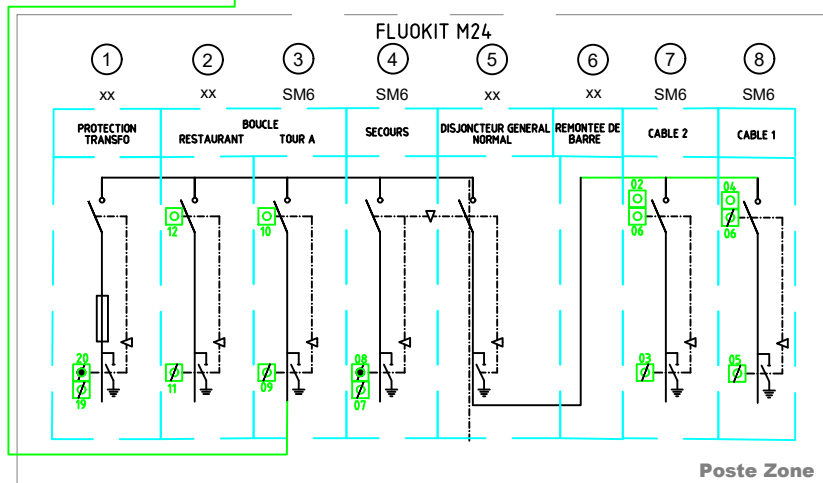 FLUOKIT M24
1 2 3 4 5 6 7 8
xx xx SM6 SM6 xx xx SM6 SM6
PROTECTION TRANSFO
BOUCLE
RESTAURANT TOUR A
SECOURS
DISJONCTEUR GENERAL
NORMAL
REMONTEE DE
BARRE
CABLE 2
CABLE 1
02
04
12
10
06
06
20
08
03
05
19
11
09
07
Poste Zone